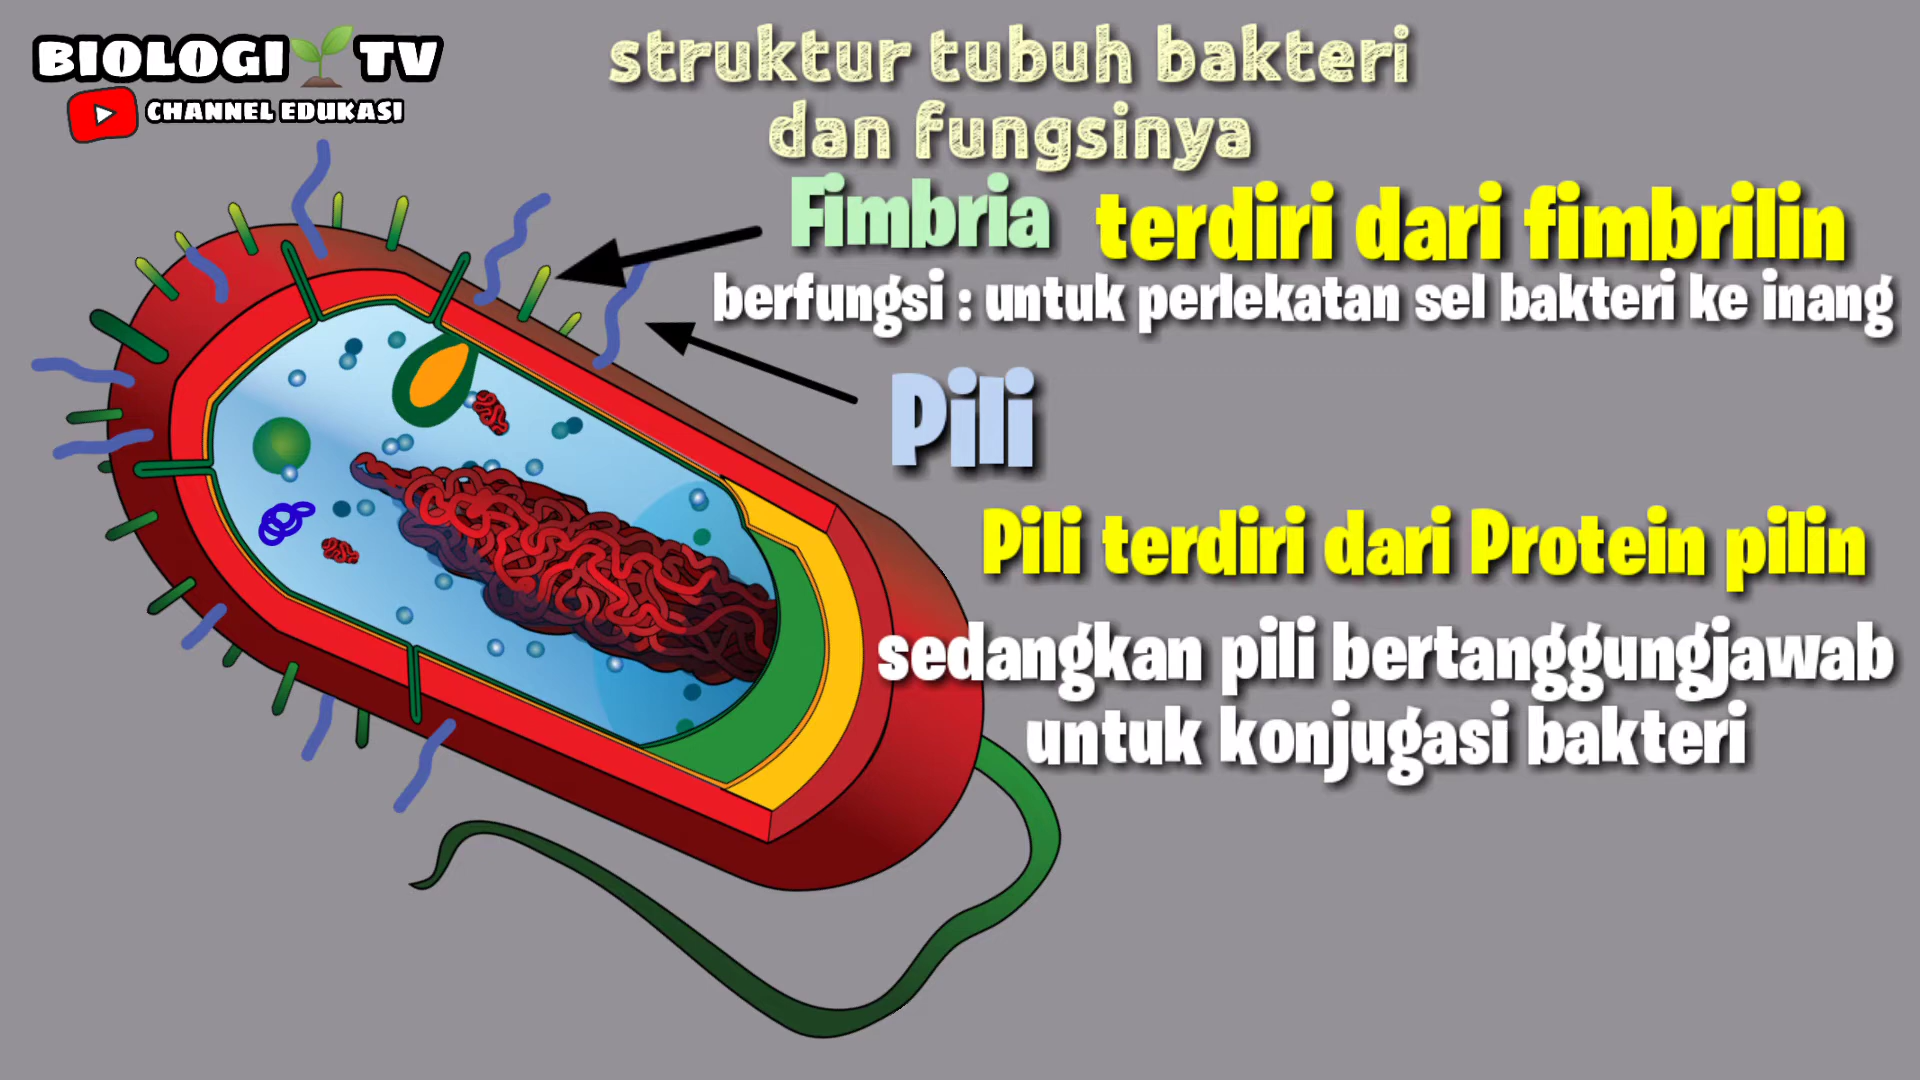 BIOLOGI TV
CHANNEL EDUKASI
struktur tubuh bakteri
dan fungsinya
Fimbria terdiri dari fimbrilin
berfungsi : untuk perlekatan sel bakteri ke inang
Pili
Pili terdiri dari Protein pilin
sedangkan pili bertanggungjawab
untuk konjugasi bakteri